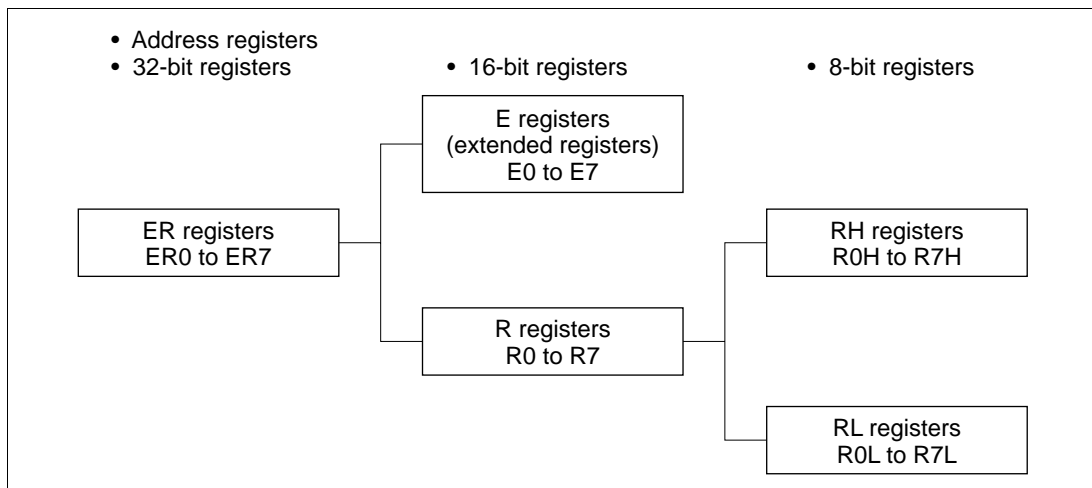 • Address registers
• 32-bit registers
• 16-bit registers
• 8-bit registers
E registers
(extended registers)
E0 to E7
ER registers
ER0 to ER7
RH registers
R0H to R7H
R registers
R0 to R7
RL registers
R0L to R7L